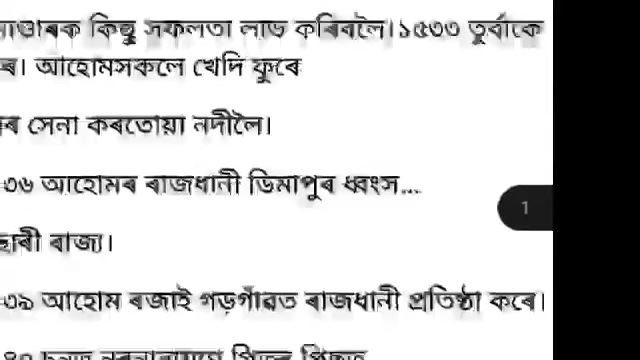 কিছু সফলতা লাভ কৰিবলৈ।১৫৩৩ তুৰ্বাকে
ৰ। আহোমসকলে খেদি ফুৰে
ৰ সেনা কৰতোয়া নদীলৈ।
৩৬ আহোমৰ ৰাজধানী ডিমাপুৰ ধ্বংস...
ছাৰী ৰাজ্য।
৩৯ আহোম ৰজাই গড়গাঁৱত ৰাজধানী প্ৰতিষ্ঠা কৰে।
1